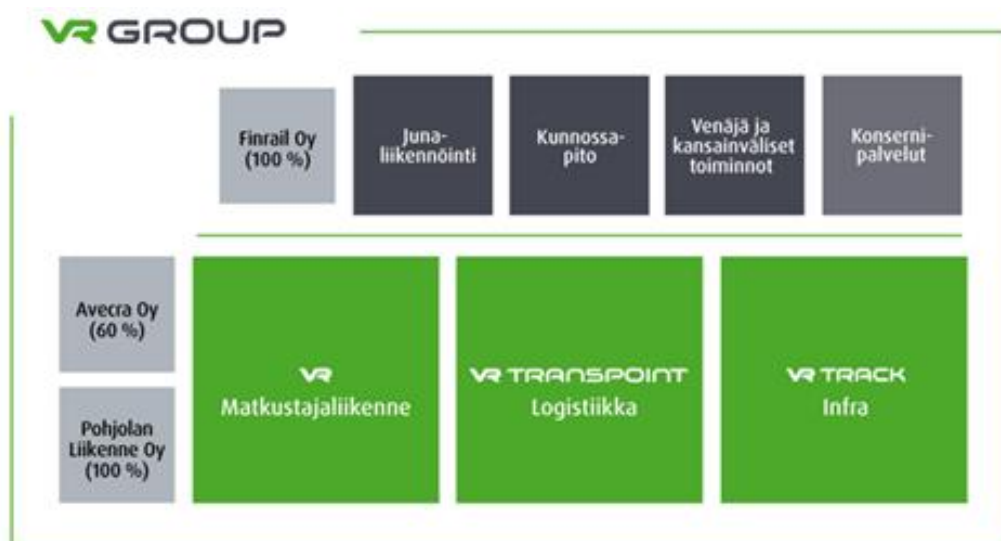 VR GROUP
Finrail Oy
(100 %)
Juna-
liikennöinti
Kunnossa-
pito
Venäjä ja
kansainväliset
toiminnot
Konserni-
palvelut
Avecra Oy
(60 %)
Pohjolan
Liikenne Oy
(100 %)
VR
Matkustajaliikenne
VR TRANSPOINT
Logistiikka
VR TRACK
Infra